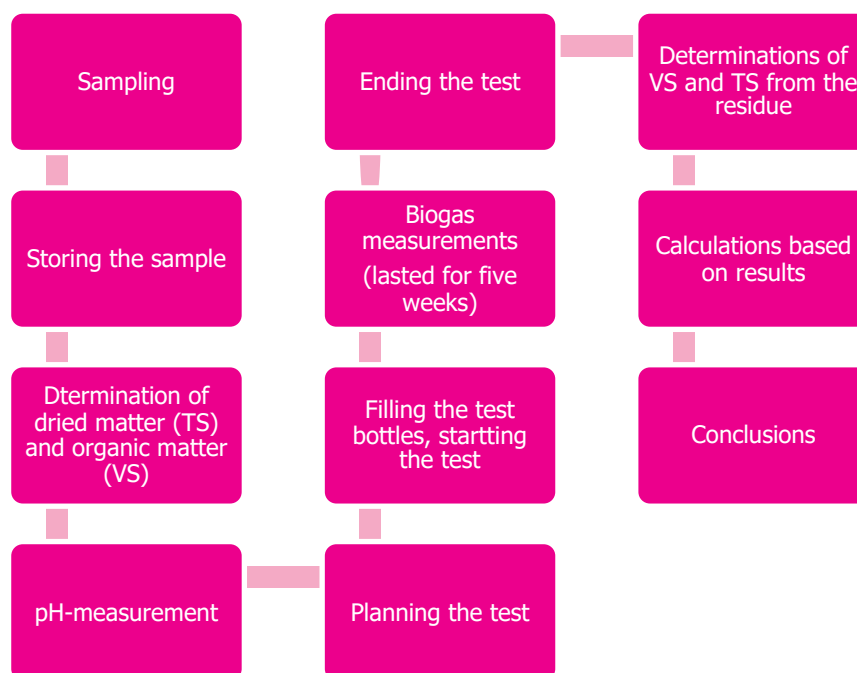 Sampling
Storing the sample
Dtermination of
dried matter (TS)
and organic matter
(VS)
pH-measurement
Planning the test
Filling the test
bottles, startting
the test
Biogas
measurements
(lasted for five
weeks)
Ending the test
Determinations of
VS and TS from the
residue
Calculations based
on results
Conclusions